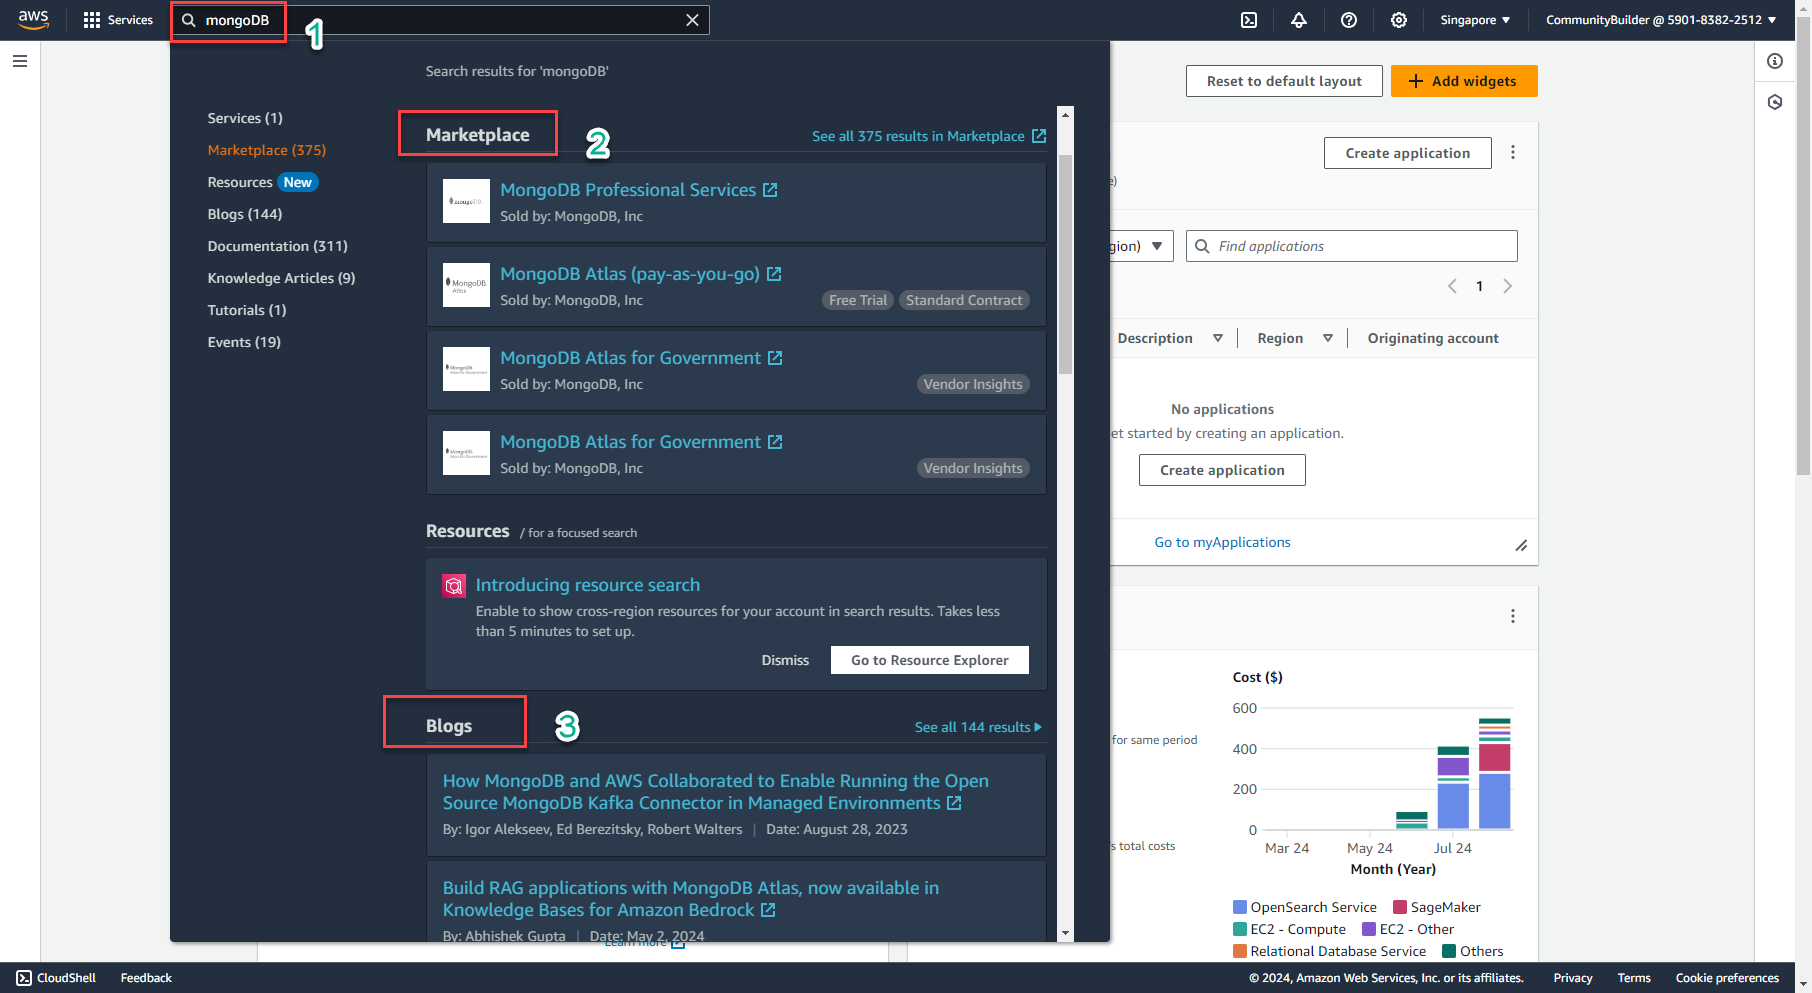 aws
Services
mongoDB
1
Singapore
CommunityBuilder @ 5901-8382-2512
Search results for 'mongoDB'
Services (1)
Marketplace (375)
Resources New
Blogs (144)
Documentation (311)
Knowledge Articles (9)
Tutorials (1)
Events (19)
Marketplace
2
See all 375 results in Marketplace
mongoDB
MongoDB Professional Services
Sold by: MongoDB, Inc
MongoDB
Atlas
MongoDB Atlas (pay-as-you-go)
Sold by: MongoDB, Inc
Free Trial
Standard Contract
MongoDB Atlas for Government
Sold by: MongoDB, Inc
Vendor Insights
MongoDB Atlas for Government
Sold by: MongoDB, Inc
Vendor Insights
Resources / for a focused search
Introducing resource search
Enable to show cross-region resources for your account in search results. Takes less
than 5 minutes to set up.
Dismiss
Go to Resource Explorer
Blogs
3
See all 144 results
How MongoDB and AWS Collaborated to Enable Running the Open
Source MongoDB Kafka Connector in Managed Environments
By: Igor Alekseev, Ed Berezitsky, Robert Walters | Date: August 28, 2023
Build RAG applications with MongoDB Atlas, now available in
Knowledge Bases for Amazon Bedrock
By: Abhishek Gupta | Date: May 2, 2024
Learn more
Reset to default layout
Add widgets
Create application
e)
gion)
Find applications
1
Description
Region
Originating account
No applications
et started by creating an application.
Create application
Go to myApplications
for same period
s total costs
Cost ($)
600
400
200
0
Mar 24
May 24
Jul 24
Month (Year)
OpenSearch Service
SageMaker
EC2 - Compute
EC2 - Other
Relational Database Service
Others
CloudShell
Feedback
© 2024, Amazon Web Services, Inc. or its affiliates.
Privacy
Terms
Cookie preferences